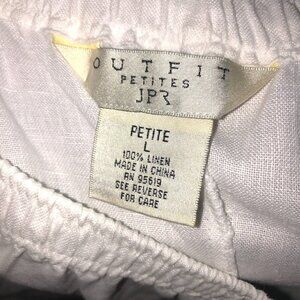 OUTFIT
PETITES
JPR
PETITE
L
100% LINEN
MADE IN CHINA
RN 95619
SEE REVERSE
FOR CARE